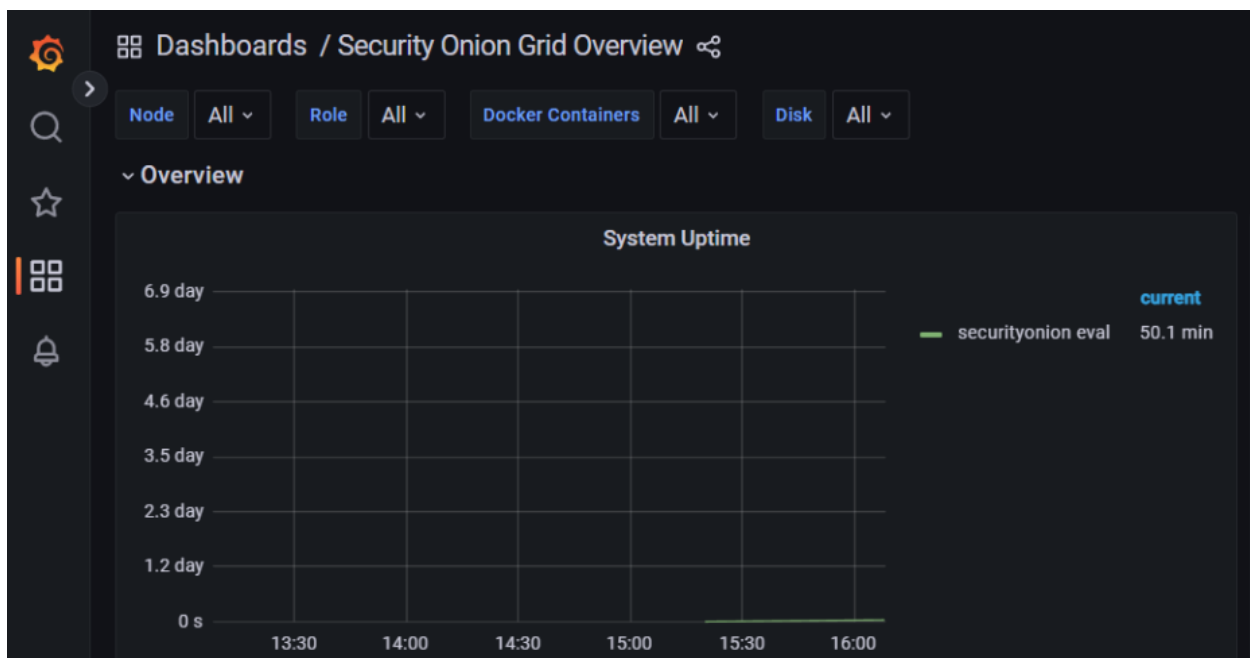 Dashboards / Security Onion Grid Overview
Node All Role All Docker Containers All Disk All
Overview
System Uptime
6.9 day
5.8 day
4.6 day
3.5 day
2.3 day
1.2 day
0 s
13:30 14:00 14:30 15:00 15:30 16:00
current
securityonion eval 50.1 min